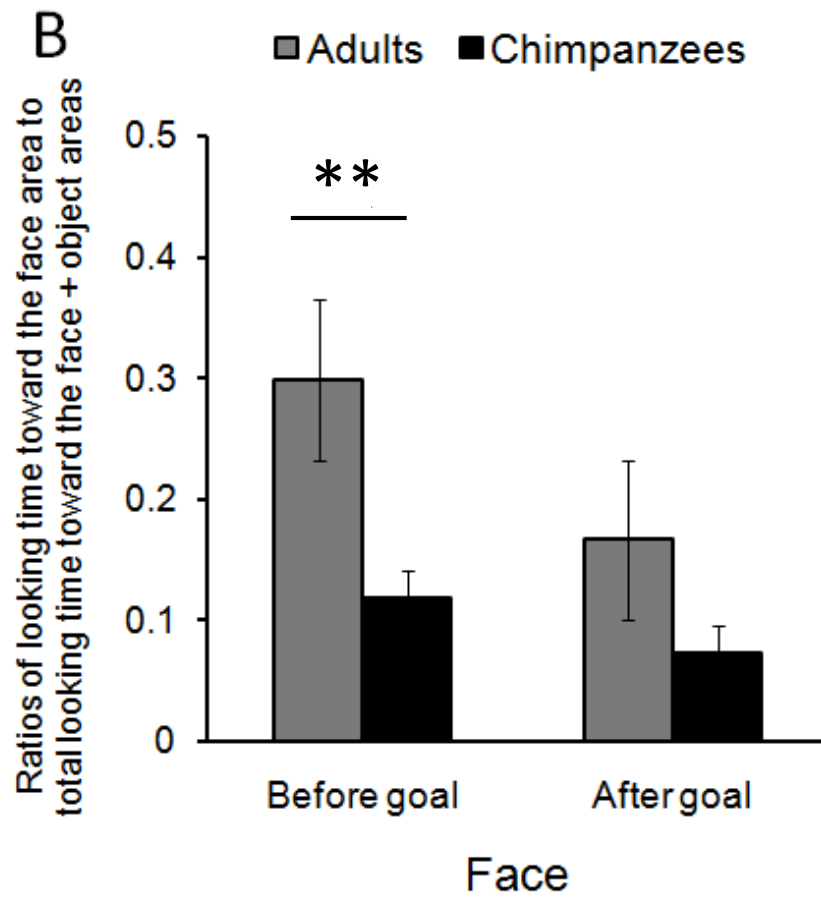 B
Adults Chimpanzees
Ratios of looking time toward the face area to
total looking time toward the face + object areas
0.5
**
0.4
0.3
0.2
0.1
0
Before goal After goal
Face